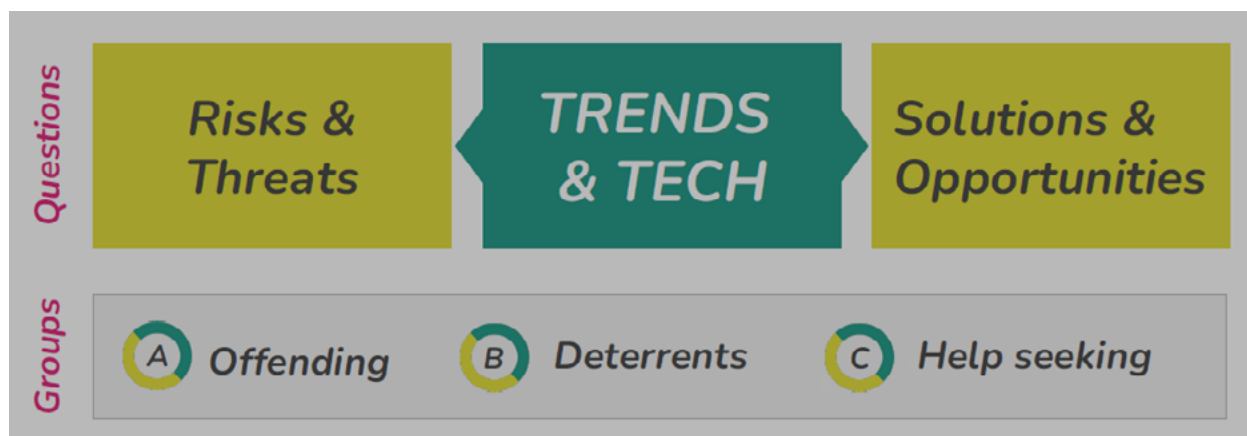 Questions
Risks &
Threats
TRENDS
& TECH
Solutions &
Opportunities
Groups
A Offending
B Deterrents
C Help seeking